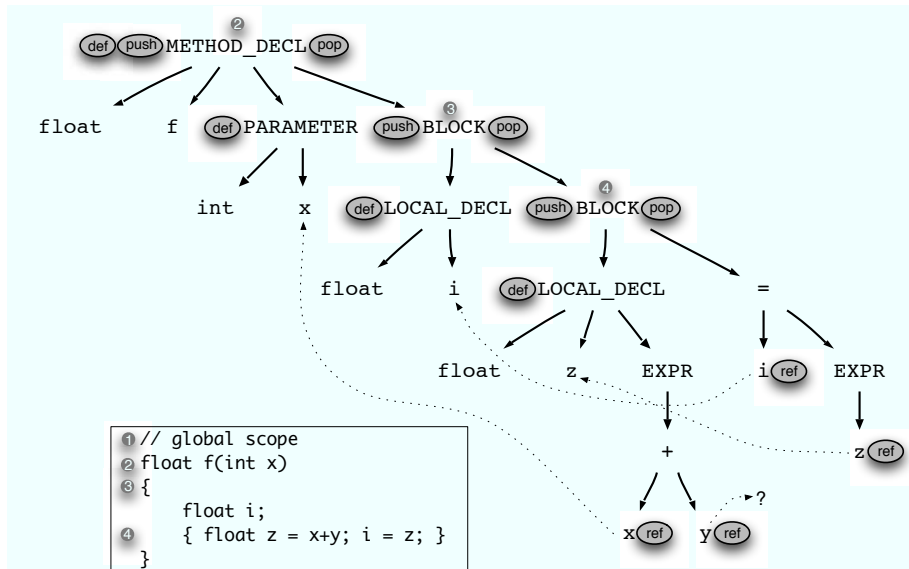 2
def push METHOD_DECL pop
3
float f def PARAMETER push BLOCK pop
4
int x def LOCAL_DECL push BLOCK pop
float i def LOCAL_DECL =
float z EXPR i ref EXPR
1 // global scope
+ z ref
2 float f(int x)
3 {
?
float i;
4 { float z = x+y; i = z; }
x ref y ref
}